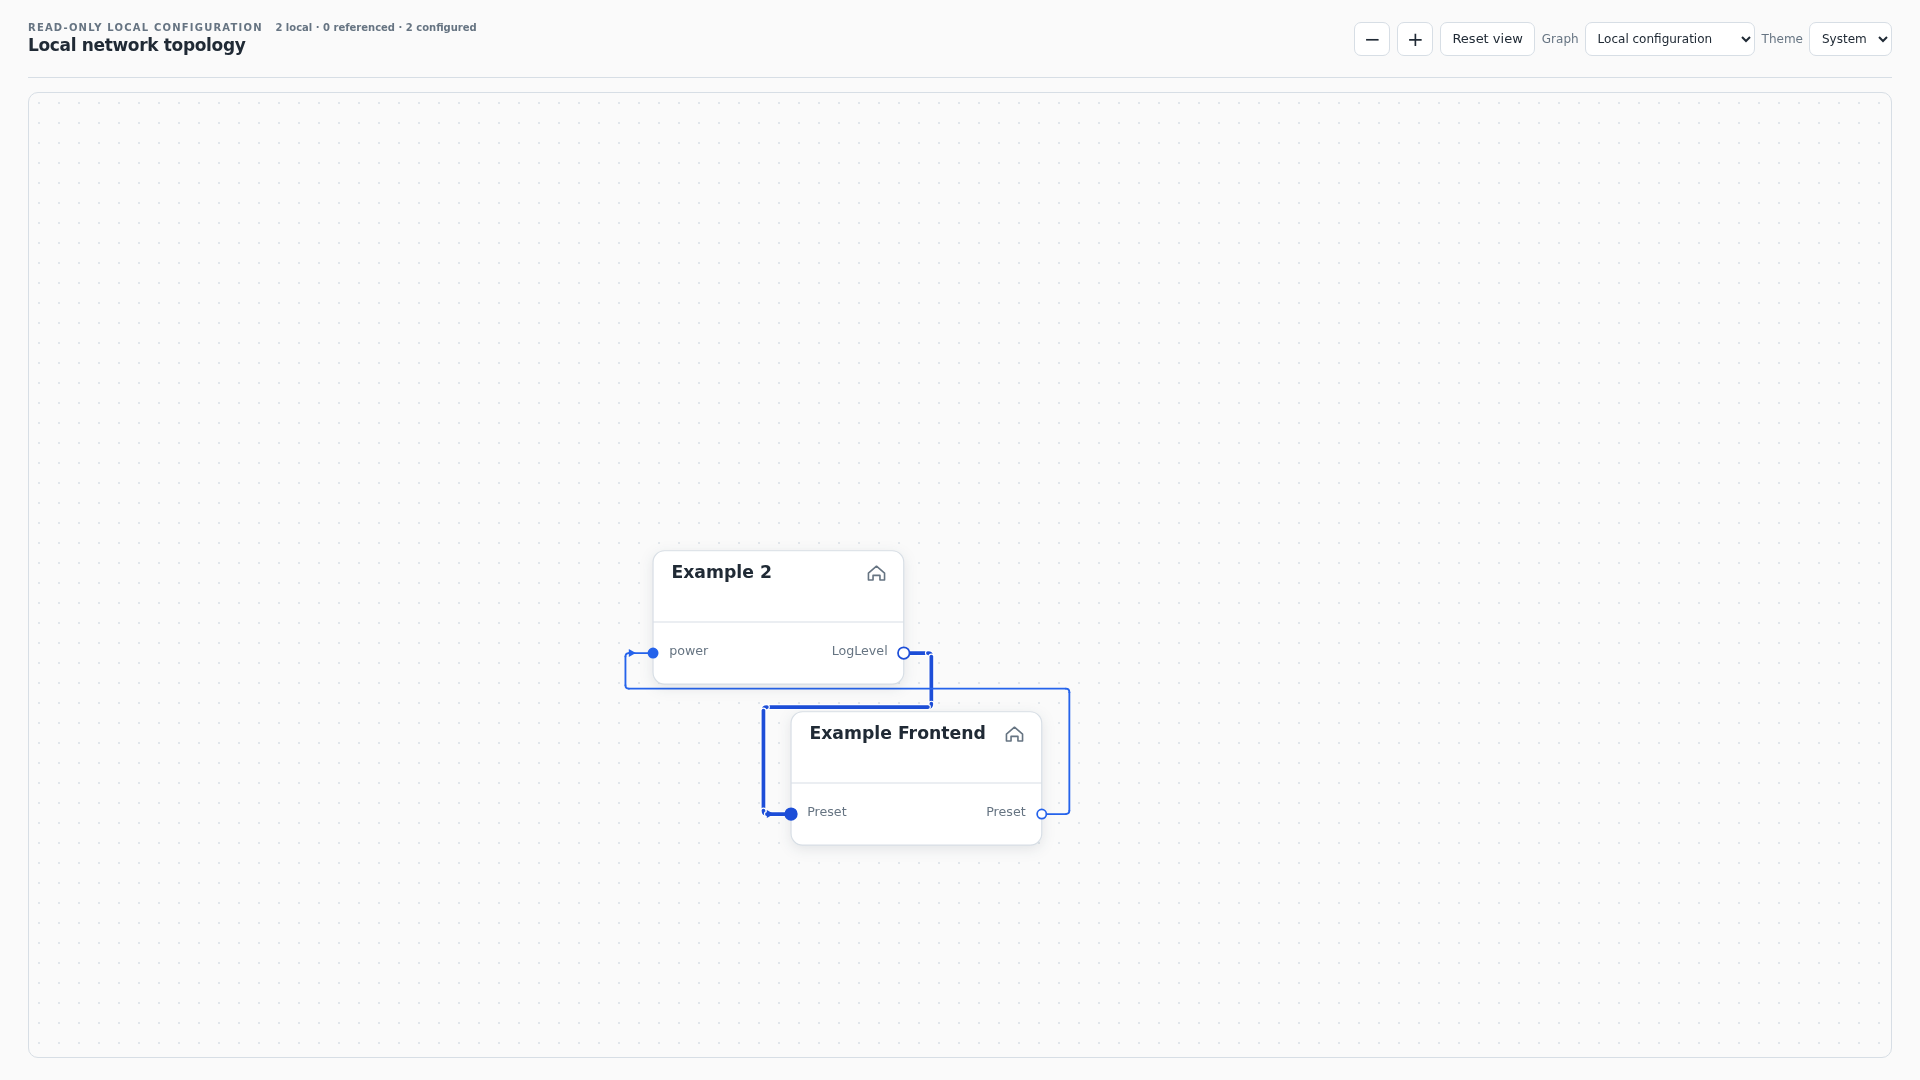 READ-ONLY LOCAL CONFIGURATION 2 local · 0 referenced · 2 configured
Local network topology
− + Reset view Graph Local configuration Theme System
Example 2
power LogLevel
Example Frontend
Preset Preset